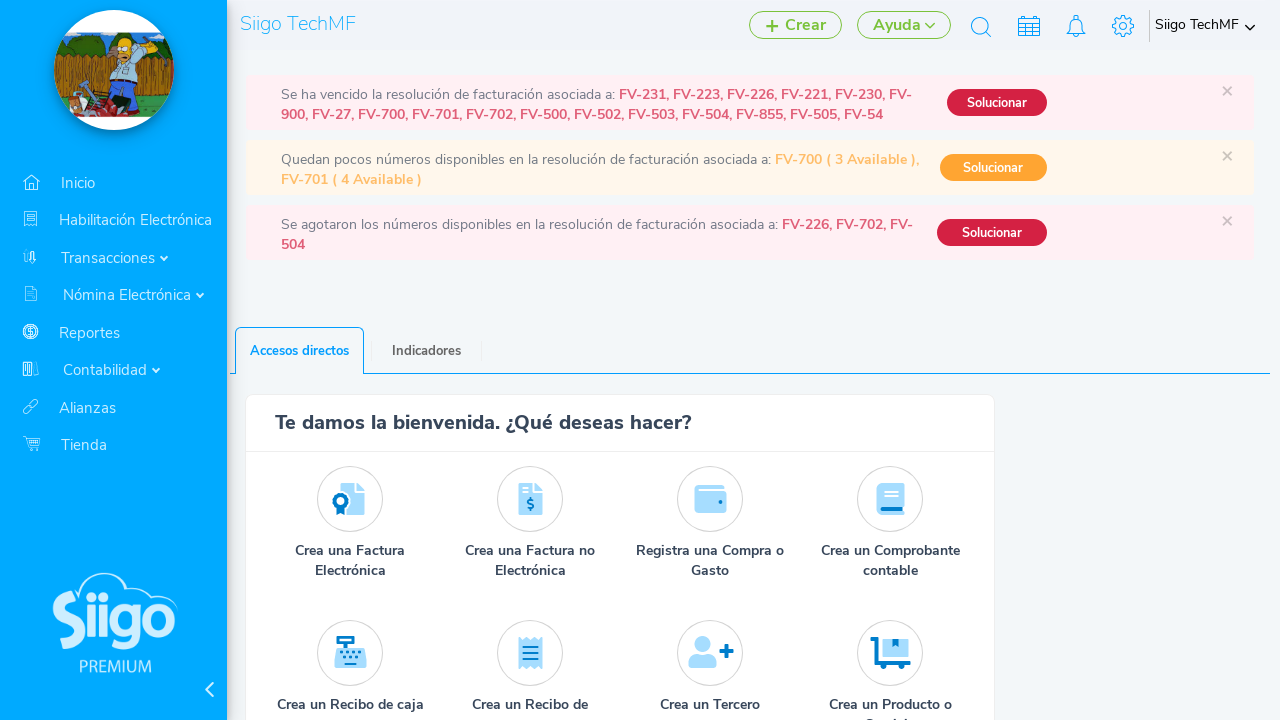 Siigo TechMF
Crear
Ayuda
Siigo TechMF
Se ha vencido la resolución de facturación asociada a: FV-231, FV-223, FV-226, FV-221, FV-230, FV-
900, FV-27, FV-700, FV-701, FV-702, FV-500, FV-502, FV-503, FV-504, FV-855, FV-505, FV-54
Solucionar
×
Quedan pocos números disponibles en la resolución de facturación asociada a: FV-700 ( 3 Available ),
FV-701 ( 4 Available )
Solucionar
×
Se agotaron los números disponibles en la resolución de facturación asociada a: FV-226, FV-702, FV-
504
Solucionar
×
Inicio
Habilitación Electrónica
Transacciones
Nómina Electrónica
Reportes
Contabilidad
Alianzas
Tienda
Siigo
PREMIUM
Accesos directos
Indicadores
Te damos la bienvenida. ¿Qué deseas hacer?
Crea una Factura
Electrónica
Crea una Factura no
Electrónica
Registra una Compra o
Gasto
Crea un Comprobante
contable
Crea un Recibo de caja
Crea un Recibo de
Crea un Tercero
Crea un Producto o